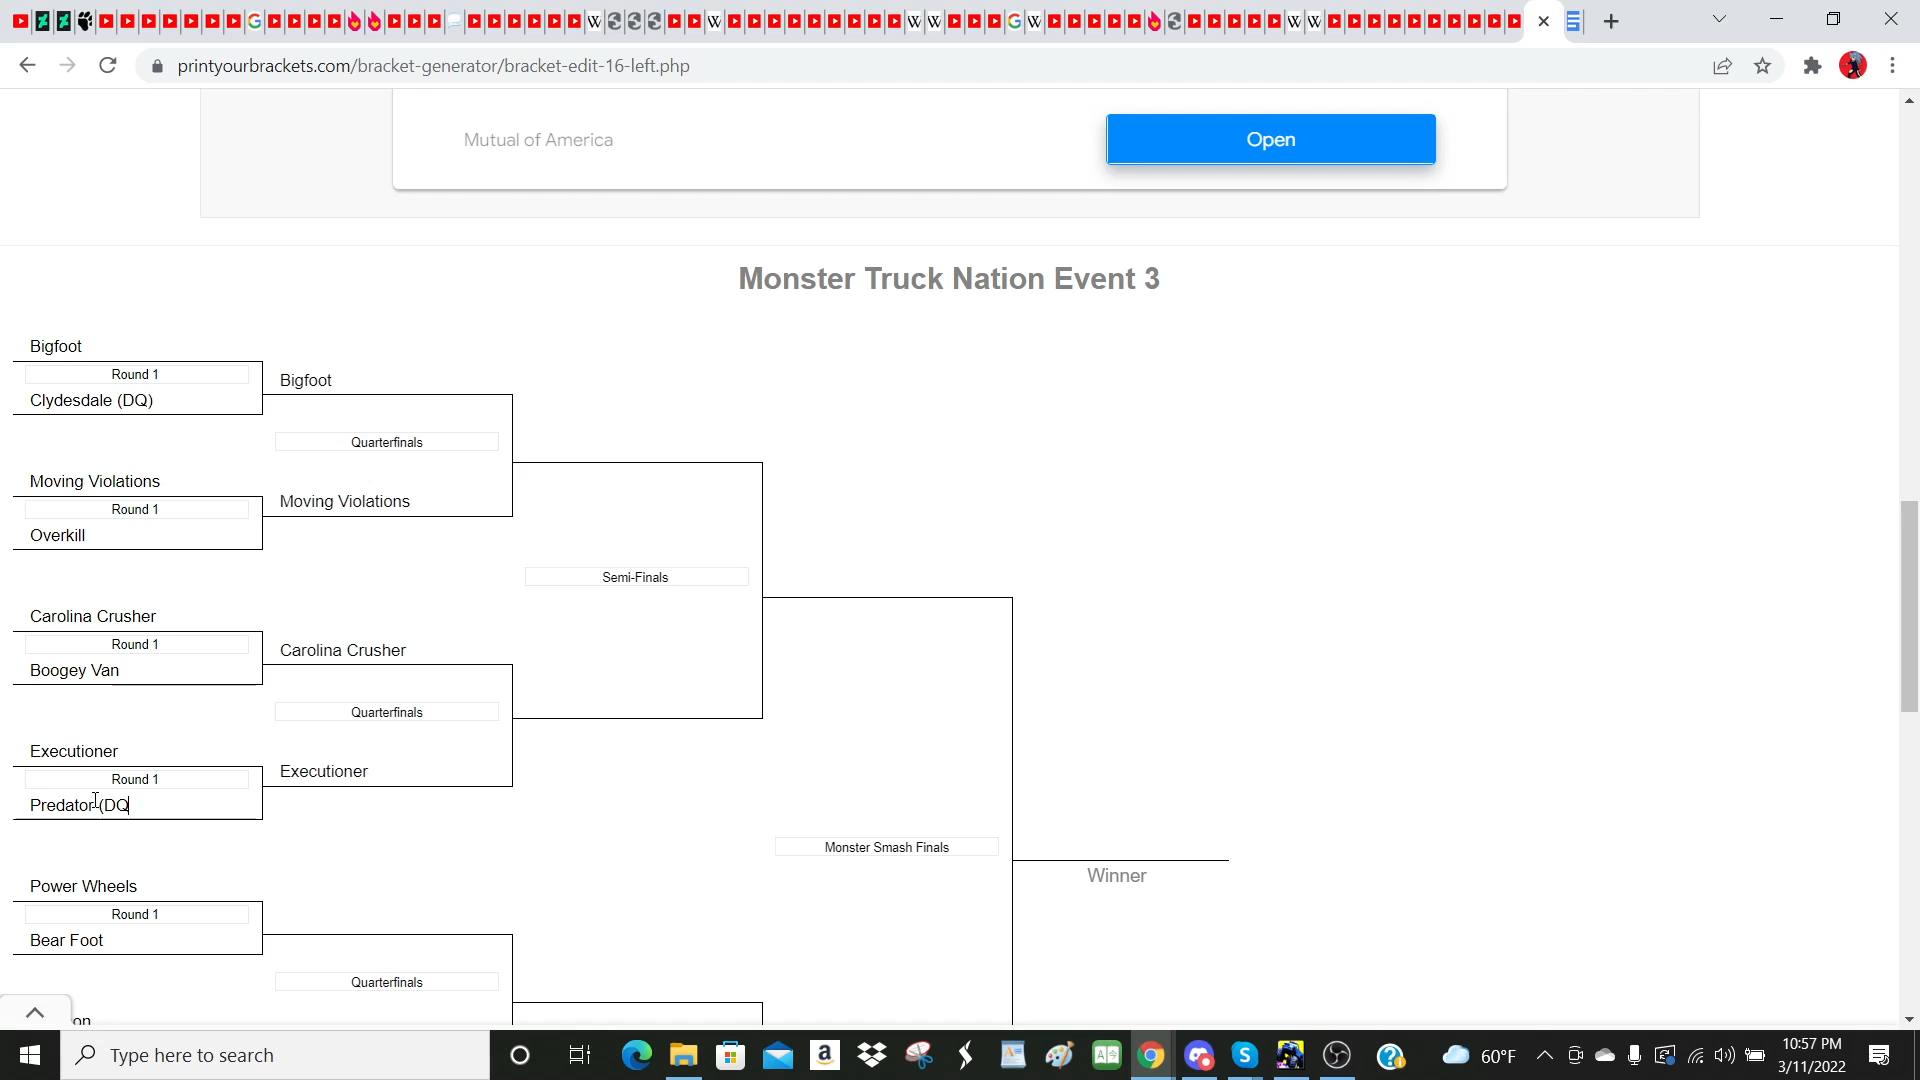 printyourbrackets.com/bracket-generator/bracket-edit-16-left.php
Mutual of America
Open
Monster Truck Nation Event 3
Bigfoot
Round 1
Clydesdale (DQ)
Bigfoot
Quarterfinals
Moving Violations
Round 1
Overkill
Moving Violations
Semi-Finals
Carolina Crusher
Round 1
Boogey Van
Carolina Crusher
Quarterfinals
Executioner
Round 1
Predator (DQ
Executioner
Monster Smash Finals
Winner
Power Wheels
Round 1
Bear Foot
Quarterfinals
on
Type here to search
60°F
10:57 PM
3/11/2022